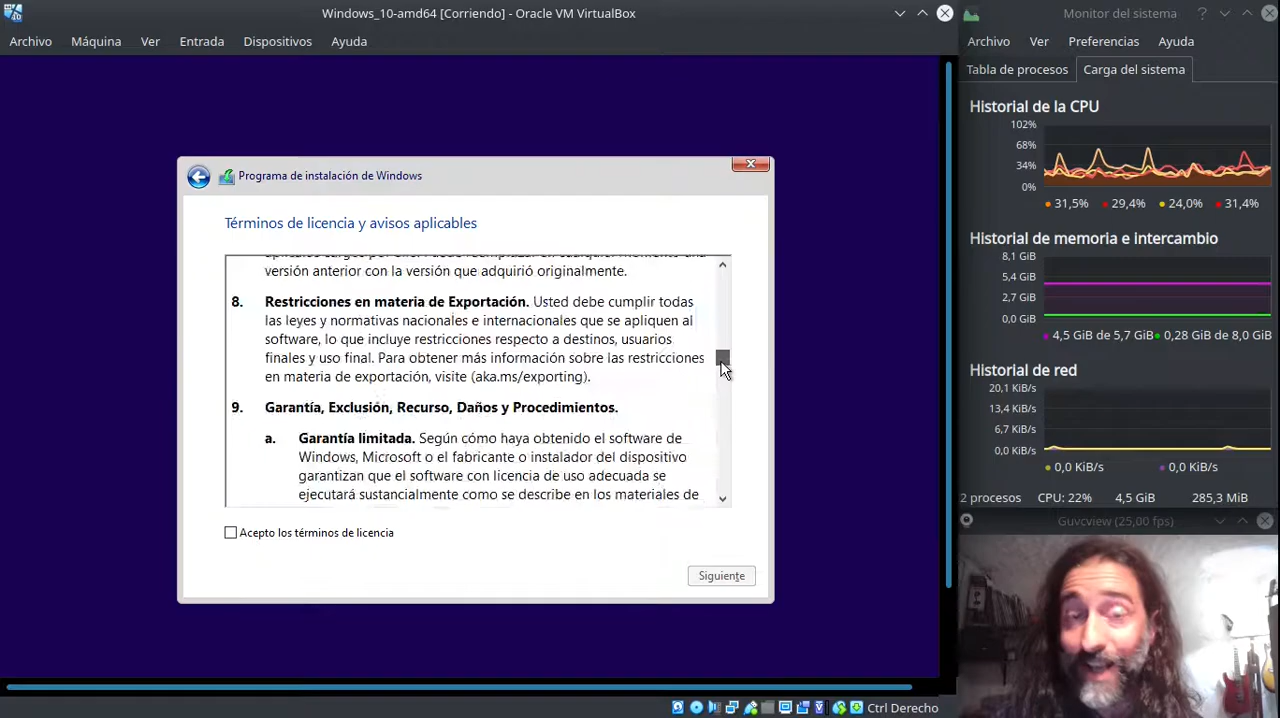 Windows_10-amd64 [Corriendo] - Oracle VM VirtualBox
Archivo Máquina Ver Entrada Dispositivos Ayuda
Programa de instalación de Windows
Términos de licencia y avisos aplicables
versión anterior con la versión que adquirió originalmente.
8. Restricciones en materia de Exportación. Usted debe cumplir todas
las leyes y normativas nacionales e internacionales que se apliquen al
software, lo que incluye restricciones respecto a destinos, usuarios
finales y uso final. Para obtener más información sobre las restricciones
en materia de exportación, visite (aka.ms/exporting).
9. Garantía, Exclusión, Recurso, Daños y Procedimientos.
a. Garantía limitada. Según cómo haya obtenido el software de
Windows, Microsoft o el fabricante o instalador del dispositivo
garantizan que el software con licencia de uso adecuada se
ejecutará sustancialmente como se describe en los materiales de
Acepto los términos de licencia
Siguiente
Ctrl Derecho
Monitor del sistema
Archivo Ver Preferencias Ayuda
Tabla de procesos Carga del sistema
Historial de la CPU
102%
68%
34%
0%
31,5% 29,4% 24,0% 31,4%
Historial de memoria e intercambio
8,1 GiB
5,4 GiB
2,7 GiB
0,0 GiB
4,5 GiB de 5,7 GiB 0,28 GiB de 8,0 GiB
Historial de red
20,1 KiB/s
13,4 KiB/s
6,7 KiB/s
0,0 KiB/s
0,0 KiB/s 0,0 KiB/s
2 procesos CPU: 22% 4,5 GiB 285,3 MiB
Guvcview (25,00 fps)